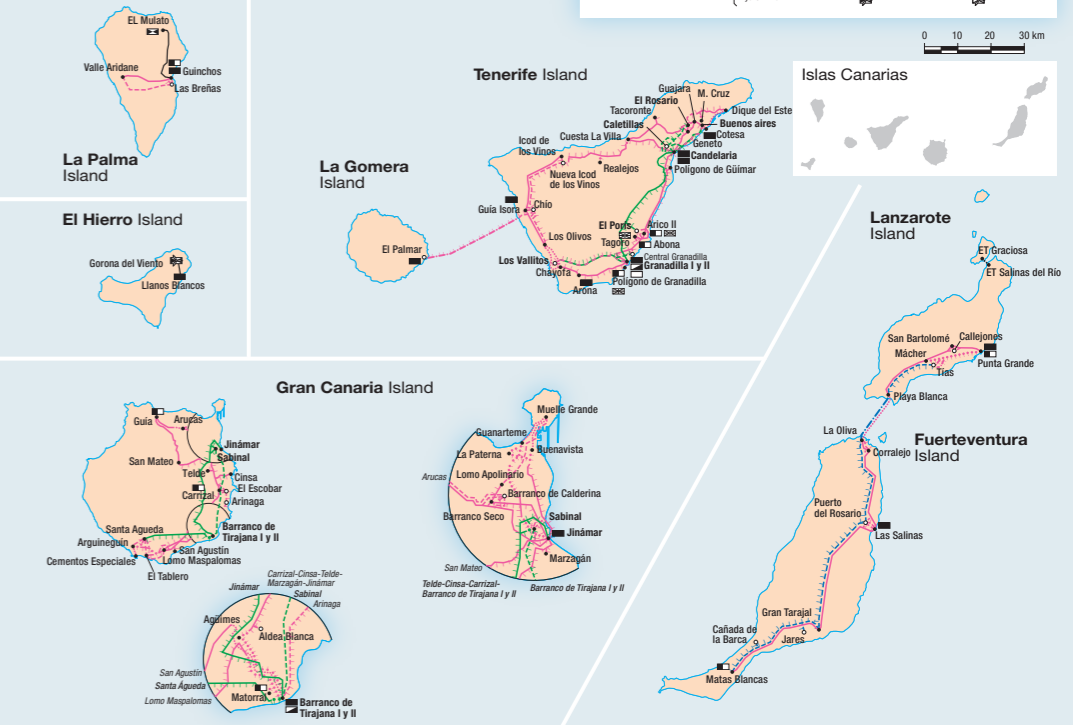 EL Mulato
Valle Aridane
Guinchos
Las Breñas
La Palma
Island
El Hierro Island
Gorona del Viento
Llanos Blancos
La Gomera
Island
El Palmar
Tenerife Island
Guajara
M. Cruz
El Rosario
Tacoronte
Dique del Este
Caletillas
Buenos aires
Cuesta La Villa
Cotesa
Geneto
Icod de
los Vinos
Candelaria
Realejos
Polígono de Güímar
Nueva Icod
de los Vinos
Guía Isora
Chío
El Porís
Arico II
Los Olivos
Tagoro
Abona
Los Vallitos
Central Granadilla
Chayofa
Granadilla I y II
Polígono de Granadilla
Arona
0 10 20 30 km
Islas Canarias
Lanzarote
Island
ET Graciosa
ET Salinas del Río
San Bartolomé
Callejones
Mácher
Punta Grande
Tías
Playa Blanca
La Oliva
Corralejo
Fuerteventura
Island
Puerto
del Rosario
Las Salinas
Gran Tarajal
Cañada de
la Barca
Jares
Matas Blancas
Gran Canaria Island
Guía
Arucas
Jinámar
Sabinal
San Mateo
Telde
Cinsa
El Escobar
Carrizal
Arinaga
Santa Agueda
Barranco de
Tirajana I y II
Arguineguín
San Agustín
Cementos Especiales
Lomo Maspalomas
El Tablero
Muelle Grande
Guanarteme
Buenavista
La Paterna
Lomo Apolinario
Arucas
Barranco de Calderina
Barranco Seco
Sabinal
Jinámar
Marzagán
San Mateo
Telde-Cinsa-Carrizal-
Barranco de Tirajana I y II
Barranco de Tirajana I y II
Carrizal-Cinsa-Telde-
Marzagán-Jinámar
Jinámar
Sabinal
Arinaga
Agüimes
Aldea Blanca
San Agustín
Santa Águeda
Lomo Maspalomas
Matorral
Barranco de
Tirajana I y II